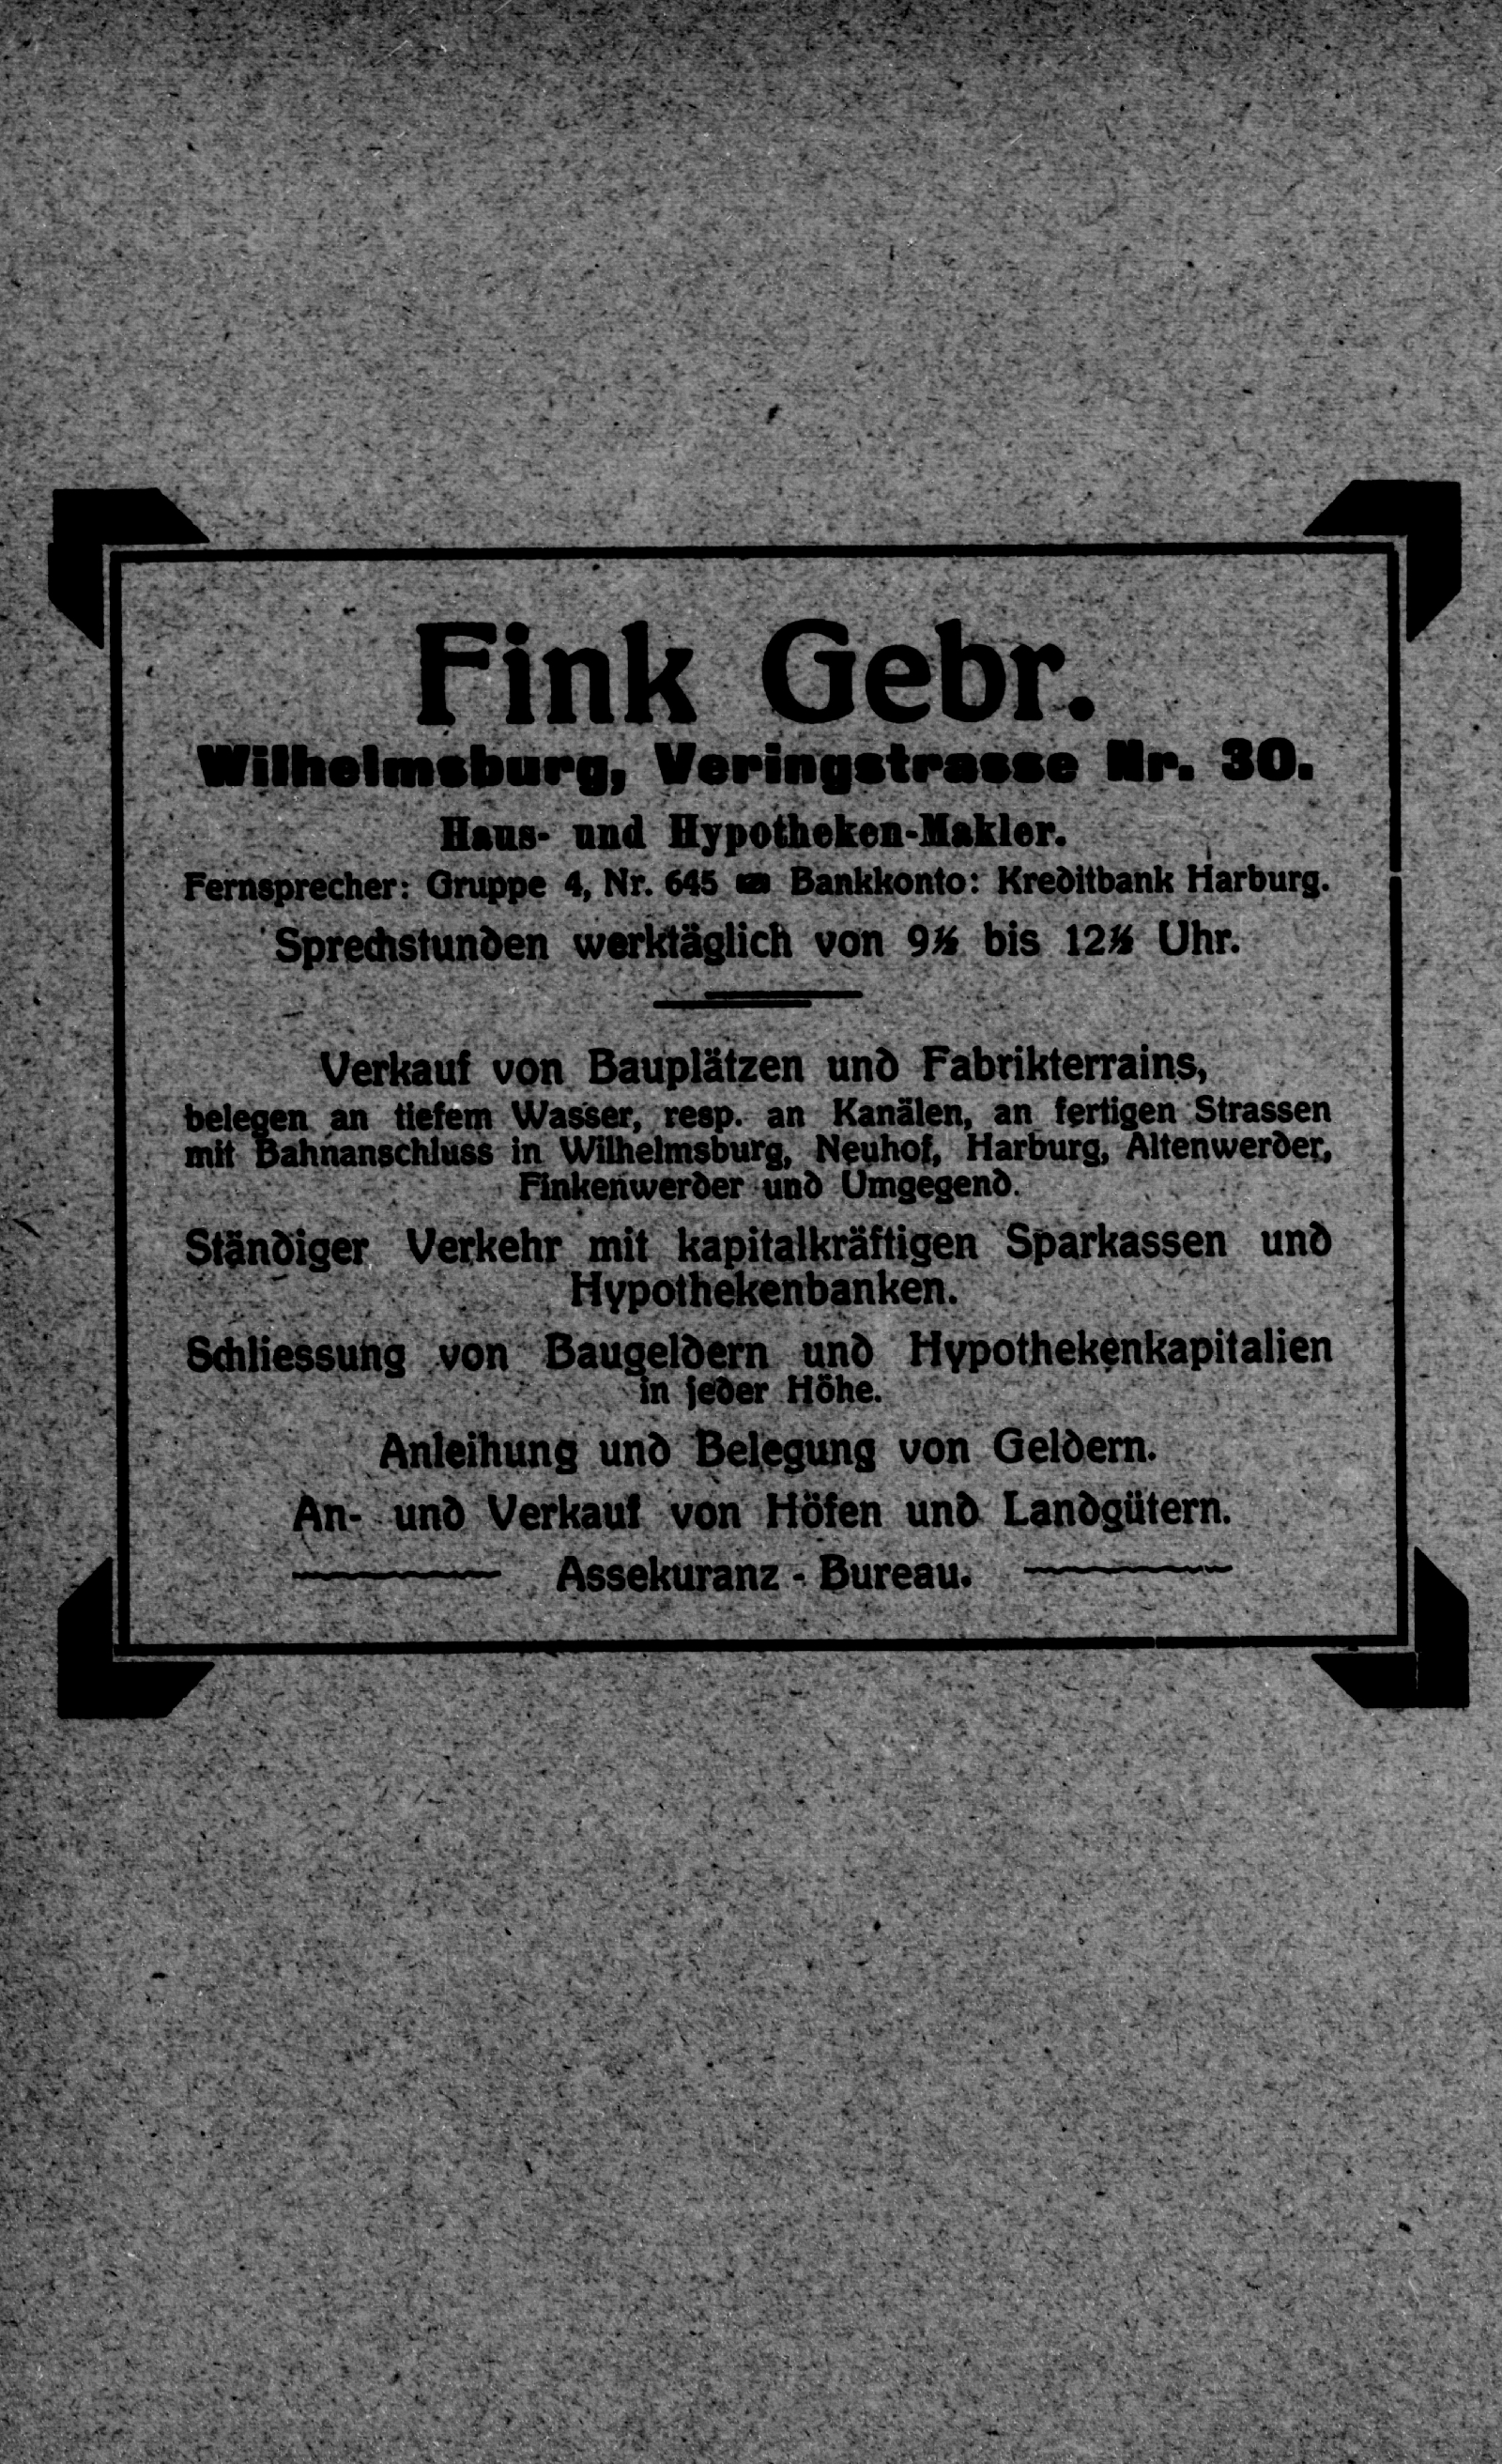 Fink Gebr.
Wilhelmsburg, Veringstrasse Nr. 30.
Haus- und Hypotheken-Makler.
Fernsprecher: Gruppe 4, Nr. 645 Bankkonto: Kreditbank Harburg.
Sprechstunden werktäglich von 9½ bis 12½ Uhr.
Verkauf von Bauplätzen und Fabrikterrains,
belegen an tiefem Wasser, resp. an Kanälen, an fertigen Strassen
mit Bahnanschluss in Wilhelmsburg, Neuhof, Harburg, Altenwerder,
Finkenwerder und Umgegend.
Ständiger Verkehr mit kapitalkräftigen Sparkassen und
Hypothekenbanken.
Schliessung von Baugeldern und Hypothekenkapitalien
in jeder Höhe.
Anleihung und Belegung von Geldern.
An- und Verkauf von Höfen und Landgütern.
Assekuranz - Bureau.